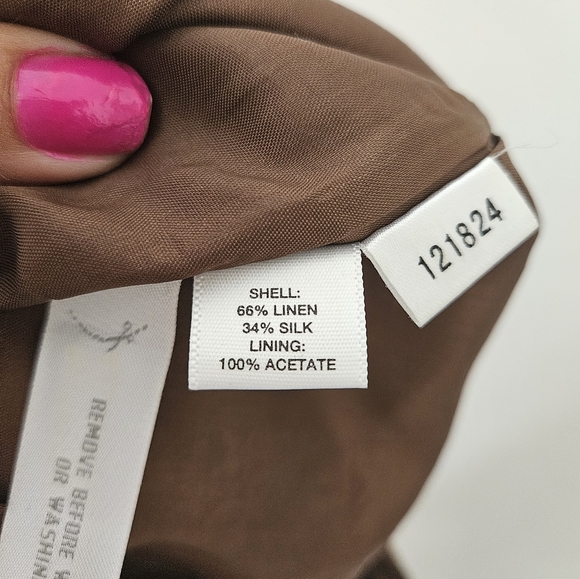 SHELL:
66% LINEN
34% SILK
LINING:
100% ACETATE
121824
REMOVE BEFORE
OR WASHIN